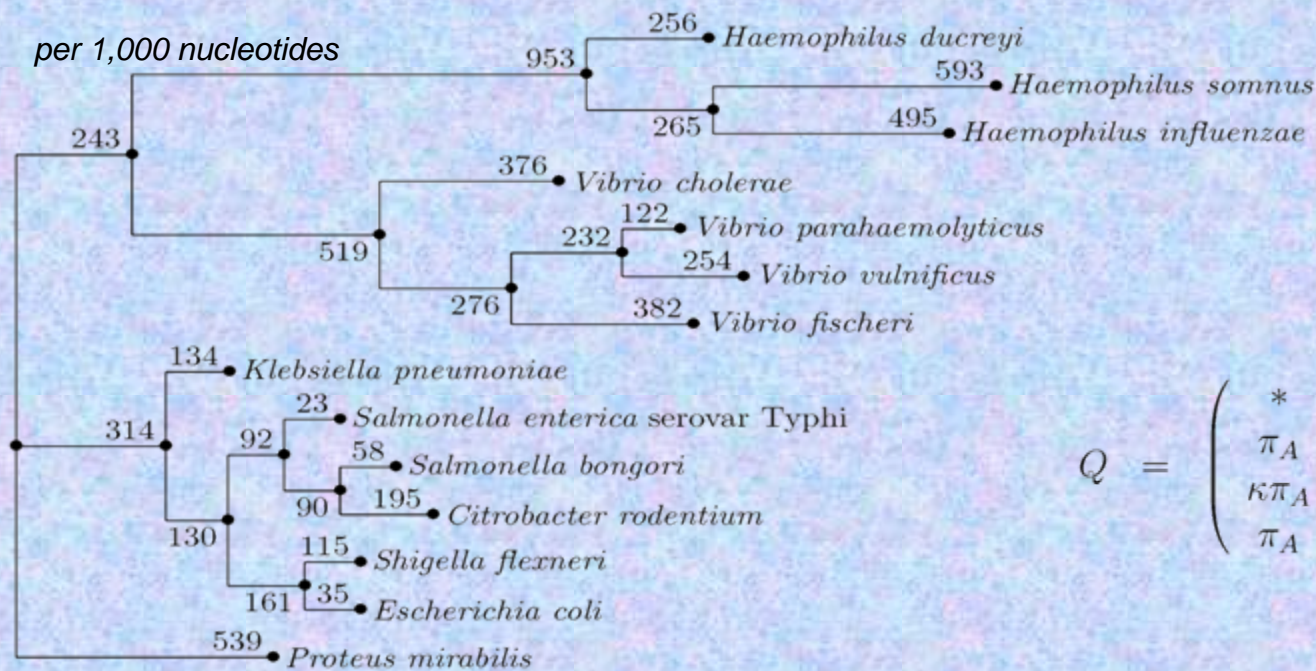 per 1,000 nucleotides
256 Haemophilus ducreyi
953
593 Haemophilus somnus
265
495 Haemophilus influenzae
243
376 Vibrio cholerae
519
122 Vibrio parahaemolyticus
232
254 Vibrio vulnificus
276
382 Vibrio fischeri
134 Klebsiella pneumoniae
314
23 Salmonella enterica serovar Typhi
92
58 Salmonella bongori
90
195 Citrobacter rodentium
130
115 Shigella flexneri
161
35 Escherichia coli
539 Proteus mirabilis
Q = ( *
π_A
κπ_A
π_A